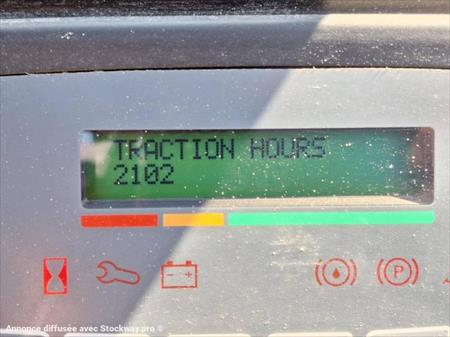 TRACTION HOURS
2102
P
Annonce diffusée avec Stockway.pro ®